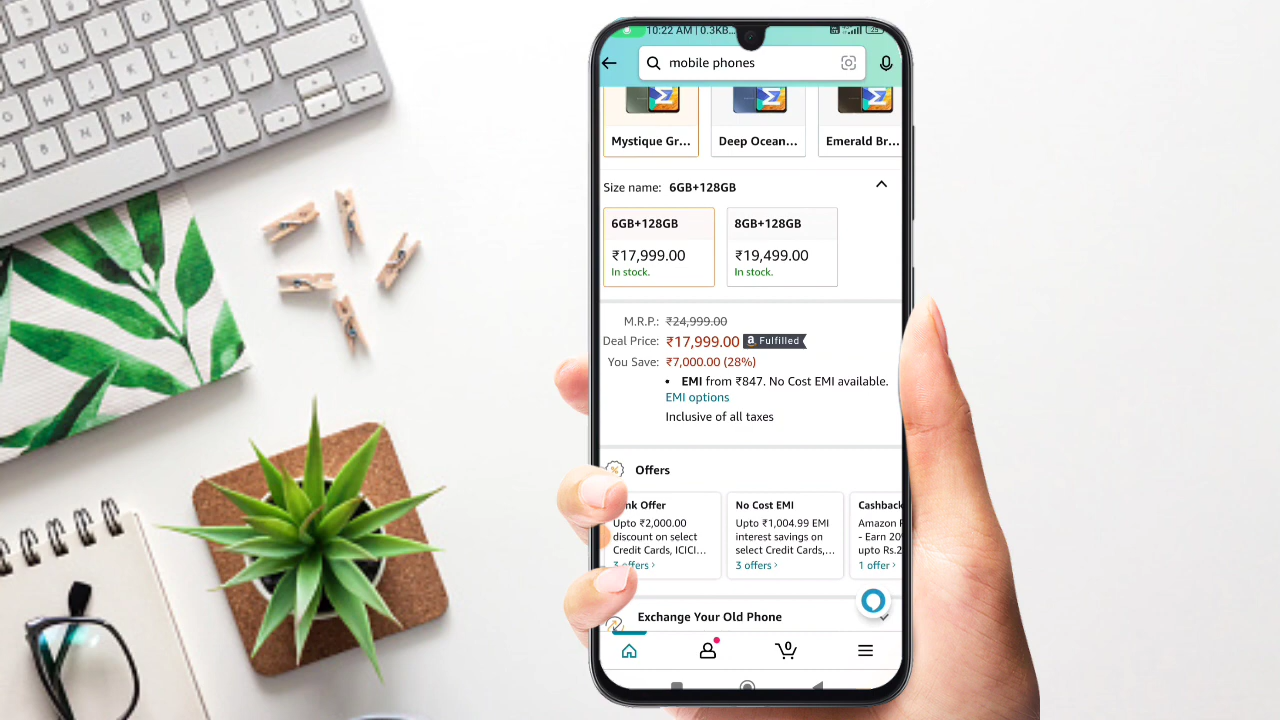 10:22 AM | 0.3KB...
29
mobile phones
Mystique Gr...
Deep Ocean...
Emerald Br...
Size name: 6GB+128GB
6GB+128GB
₹17,999.00
In stock.
8GB+128GB
₹19,499.00
In stock.
M.R.P.: ₹24,999.00
Deal Price: ₹17,999.00 a Fulfilled
You Save: ₹7,000.00 (28%)
• EMI from ₹847. No Cost EMI available.
EMI options
Inclusive of all taxes
Offers
nk Offer
Upto ₹2,000.00
discount on select
Credit Cards, ICICI...
3 offers ›
No Cost EMI
Upto ₹1,004.99 EMI
interest savings on
select Credit Cards,...
3 offers ›
Cashback
Amazon
- Earn 20
upto Rs.2
1 offer ›
Exchange Your Old Phone
0